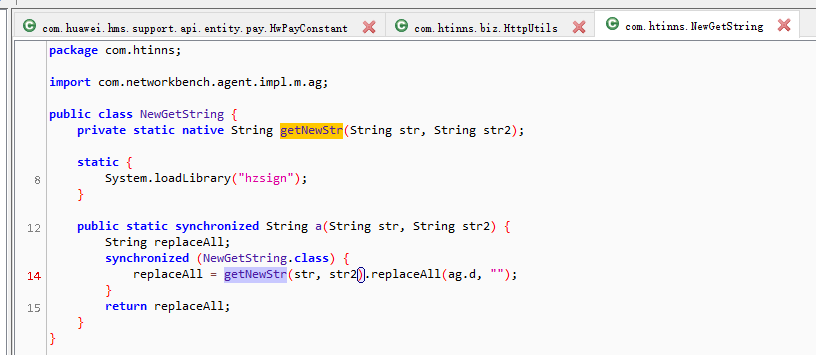 com.huawei.hms.support.api.entity.pay.HwPayConstant
com.htinns.biz.HttpUtils
com.htinns.NewGetString
package com.htinns;
import com.networkbench.agent.impl.m.ag;
public class NewGetString {
private static native String getNewStr(String str, String str2);
static {
8 System.loadLibrary("hzsign");
}
12 public static synchronized String a(String str, String str2) {
String replaceAll;
synchronized (NewGetString.class) {
14 replaceAll = getNewStr(str, str2).replaceAll(ag.d, "");
}
15 return replaceAll;
}
}